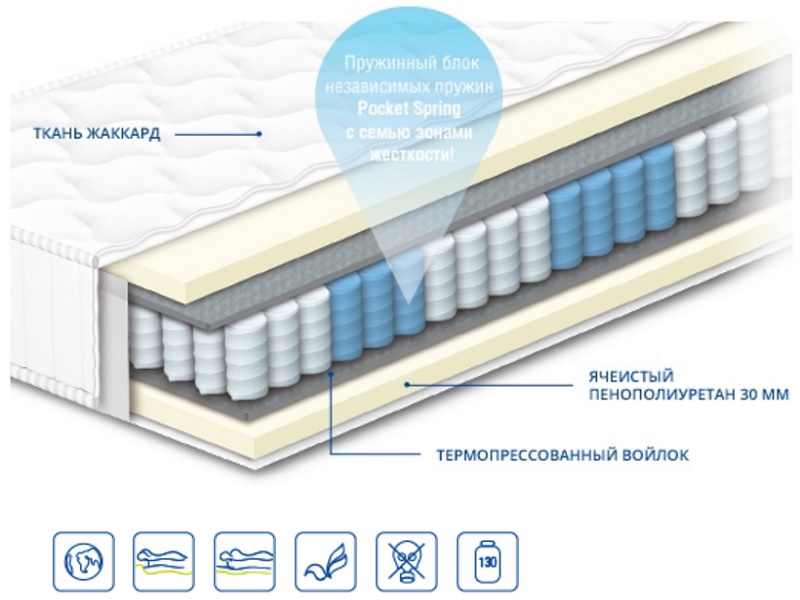 Пружинный блок
независимых пружин
Pocket Spring
с семью зонами
жесткости!
ТКАНЬ ЖАККАРД
ЯЧЕИСТЫЙ
ПЕНОПОЛИУРЕТАН 30 ММ
ТЕРМОПРЕССОВАННЫЙ ВОЙЛОК
130